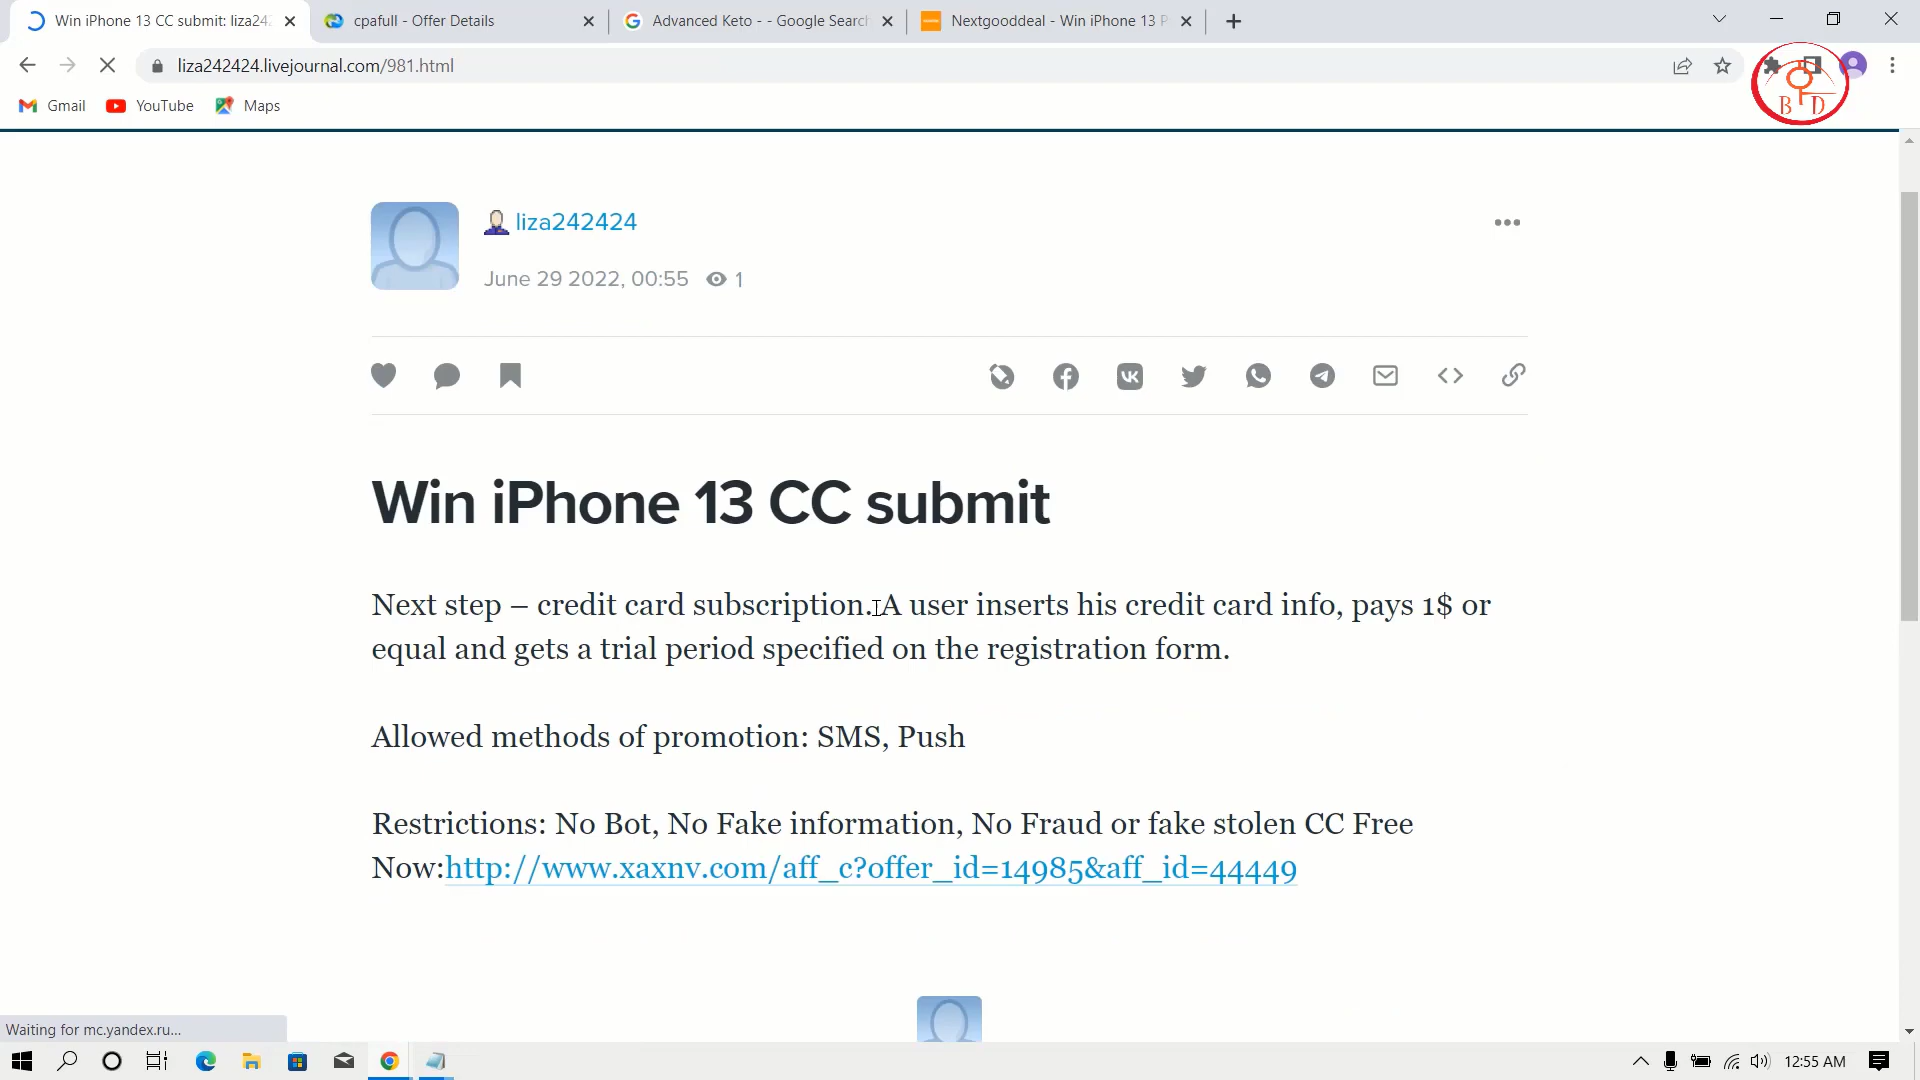 Win iPhone 13 CC submit: liza242
cpafull - Offer Details
Advanced Keto - - Google Search
Nextgooddeal - Win iPhone 13 P
liza242424.livejournal.com/981.html
Gmail
YouTube
Maps
B D
liza242424
June 29 2022, 00:55
1
Win iPhone 13 CC submit
Next step – credit card subscription. A user inserts his credit card info, pays 1$ or
equal and gets a trial period specified on the registration form.
Allowed methods of promotion: SMS, Push
Restrictions: No Bot, No Fake information, No Fraud or fake stolen CC Free
Now:http://www.xaxnv.com/aff_c?offer_id=14985&aff_id=44449
Waiting for mc.yandex.ru...
12:55 AM